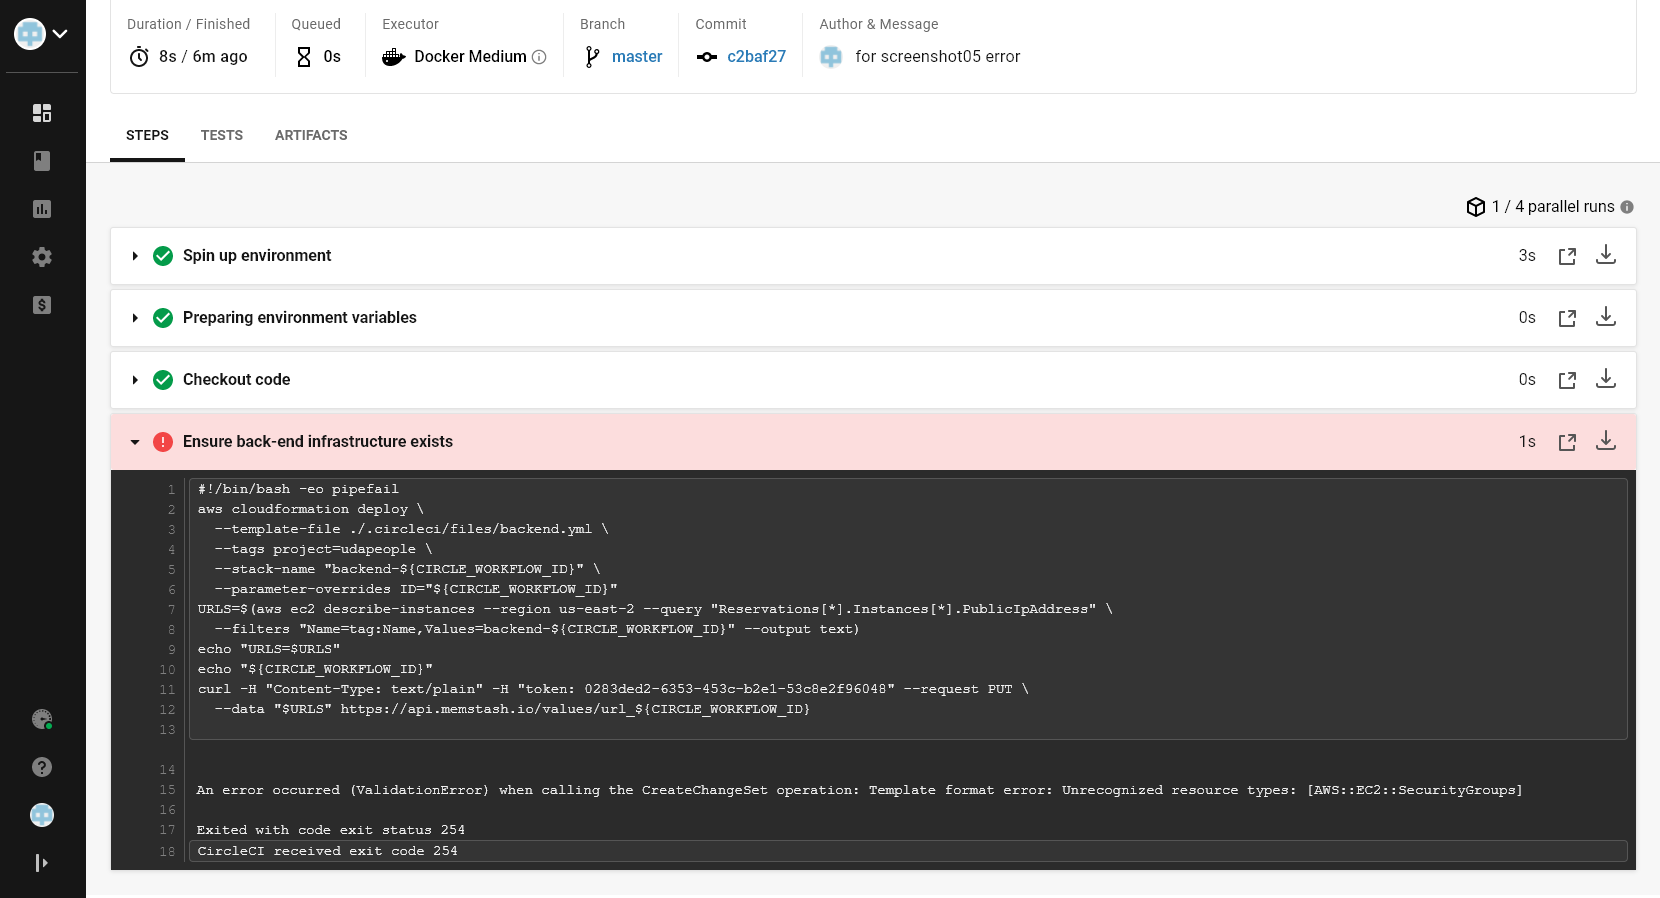 Duration / Finished
8s / 6m ago
Queued
0s
Executor
Docker Medium
Branch
master
Commit
c2baf27
Author & Message
for screenshot05 error
STEPS
TESTS
ARTIFACTS
1 / 4 parallel runs
Spin up environment
3s
Preparing environment variables
0s
Checkout code
0s
Ensure back-end infrastructure exists
1s
1 #!/bin/bash -eo pipefail
2 aws cloudformation deploy \
3   --template-file ./.circleci/files/backend.yml \
4   --tags project=udapeople \
5   --stack-name "backend-${CIRCLE_WORKFLOW_ID}" \
6   --parameter-overrides ID="${CIRCLE_WORKFLOW_ID}"
7 URLS=$(aws ec2 describe-instances --region us-east-2 --query "Reservations[*].Instances[*].PublicIpAddress" \
8   --filters "Name=tag:Name,Values=backend-${CIRCLE_WORKFLOW_ID}" --output text)
9 echo "URLS=$URLS"
10 echo "${CIRCLE_WORKFLOW_ID}"
11 curl -H "Content-Type: text/plain" -H "token: 0283ded2-6353-453c-b2e1-53c8e2f96048" --request PUT \
12   --data "$URLS" https://api.memstash.io/values/url_${CIRCLE_WORKFLOW_ID}
13
14
15 An error occurred (ValidationError) when calling the CreateChangeSet operation: Template format error: Unrecognized resource types: [AWS::EC2::SecurityGroups]
16
17 Exited with code exit status 254
18 CircleCI received exit code 254